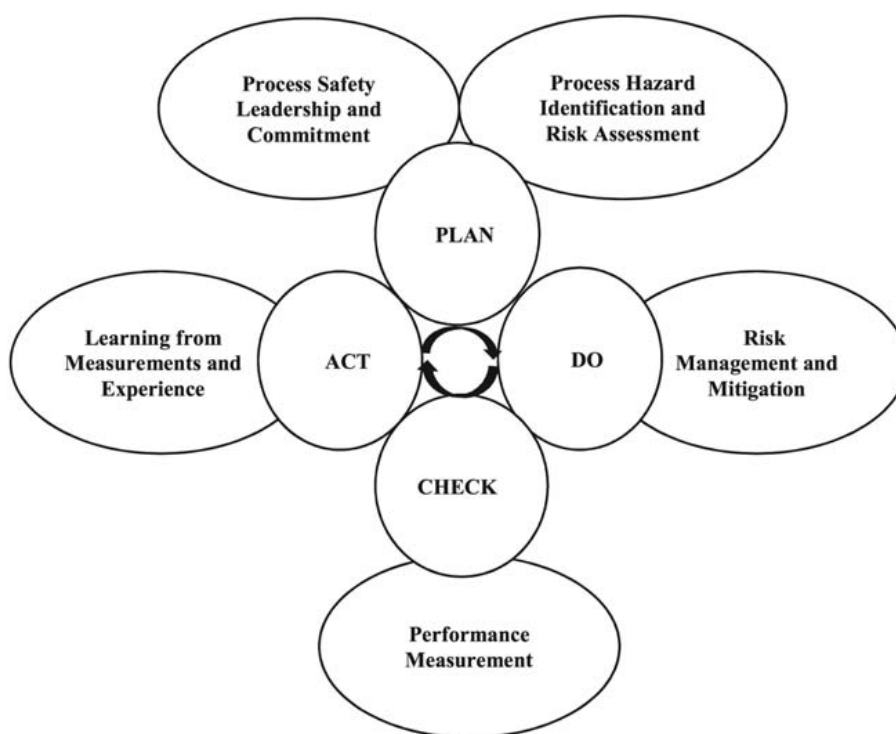 Process Safety
Leadership and
Commitment
Process Hazard
Identification and
Risk Assessment
PLAN
Learning from
Measurements and
Experience
ACT
DO
Risk
Management and
Mitigation
CHECK
Performance
Measurement